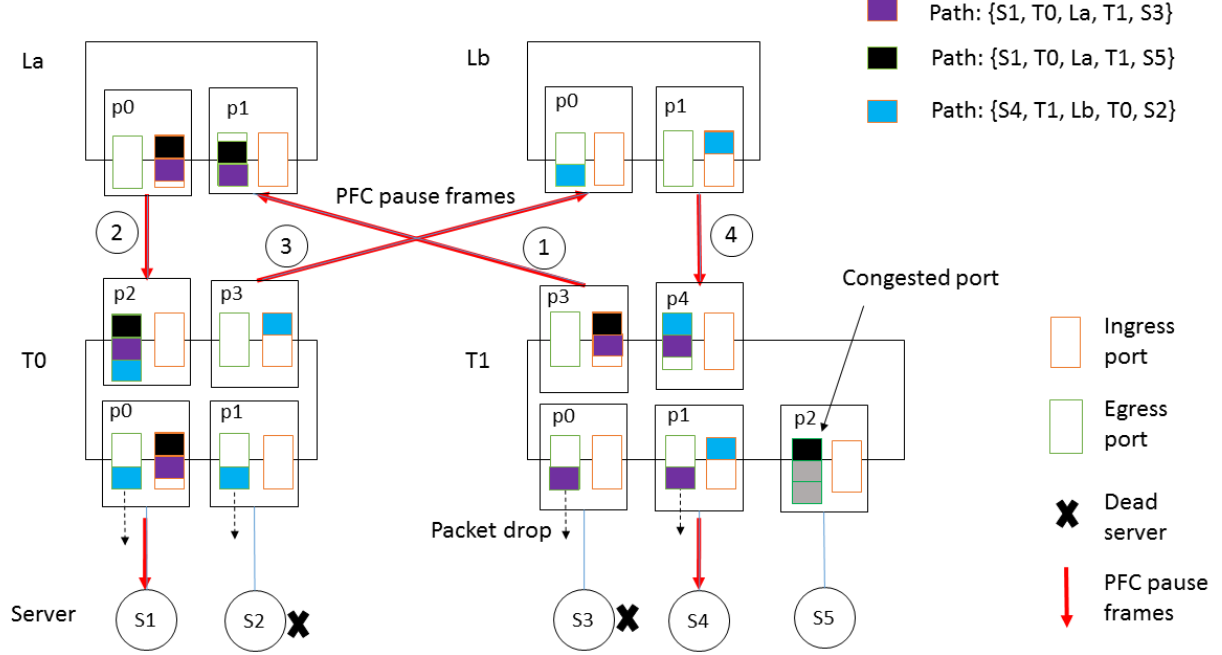 Path: {S1, T0, La, T1, S3}
La
Lb
Path: {S1, T0, La, T1, S5}
p0
p1
p0
p1
Path: {S4, T1, Lb, T0, S2}
PFC pause frames
2
3
1
4
Congested port
p2
p3
p3
p4
Ingress
port
T0
T1
p0
p1
p0
p1
p2
Egress
port
Packet drop
Dead
server
Server
S1
S2
S3
S4
S5
PFC pause
frames